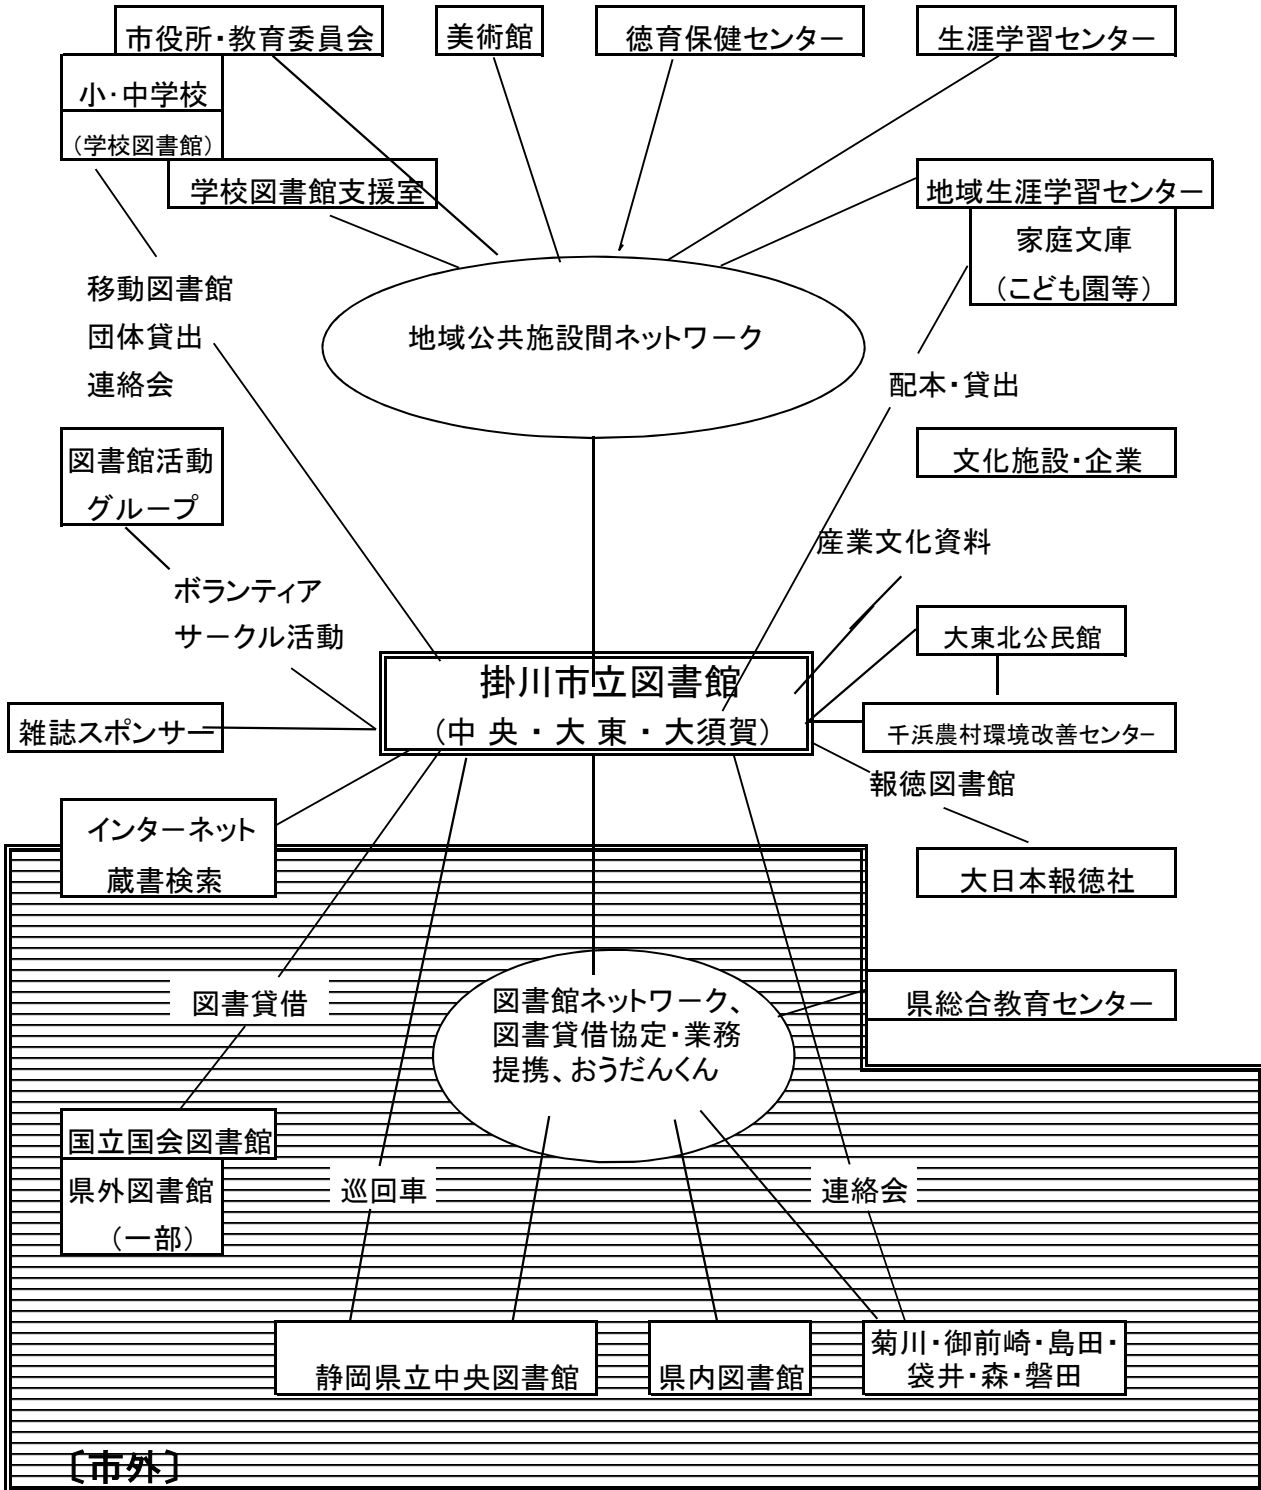 市役所・教育委員会
美術館
徳育保健センター
生涯学習センター
小・中学校
（学校図書館）
学校図書館支援室
地域生涯学習センター
家庭文庫
（こども園等）
移動図書館
団体貸出
連絡会
地域公共施設間ネットワーク
配本・貸出
図書館活動
グループ
文化施設・企業
産業文化資料
ボランティア
サークル活動
大東北公民館
掛川市立図書館
（中央・大東・大須賀）
雑誌スポンサー
千浜農村環境改善センター
報徳図書館
インターネット
蔵書検索
大日本報徳社
図書貸借
図書館ネットワーク、
図書貸借協定・業務
提携、おうだんくん
県総合教育センター
国立国会図書館
県外図書館
（一部）
巡回車
連絡会
静岡県立中央図書館
県内図書館
菊川・御前崎・島田・
袋井・森・磐田
〔市外〕